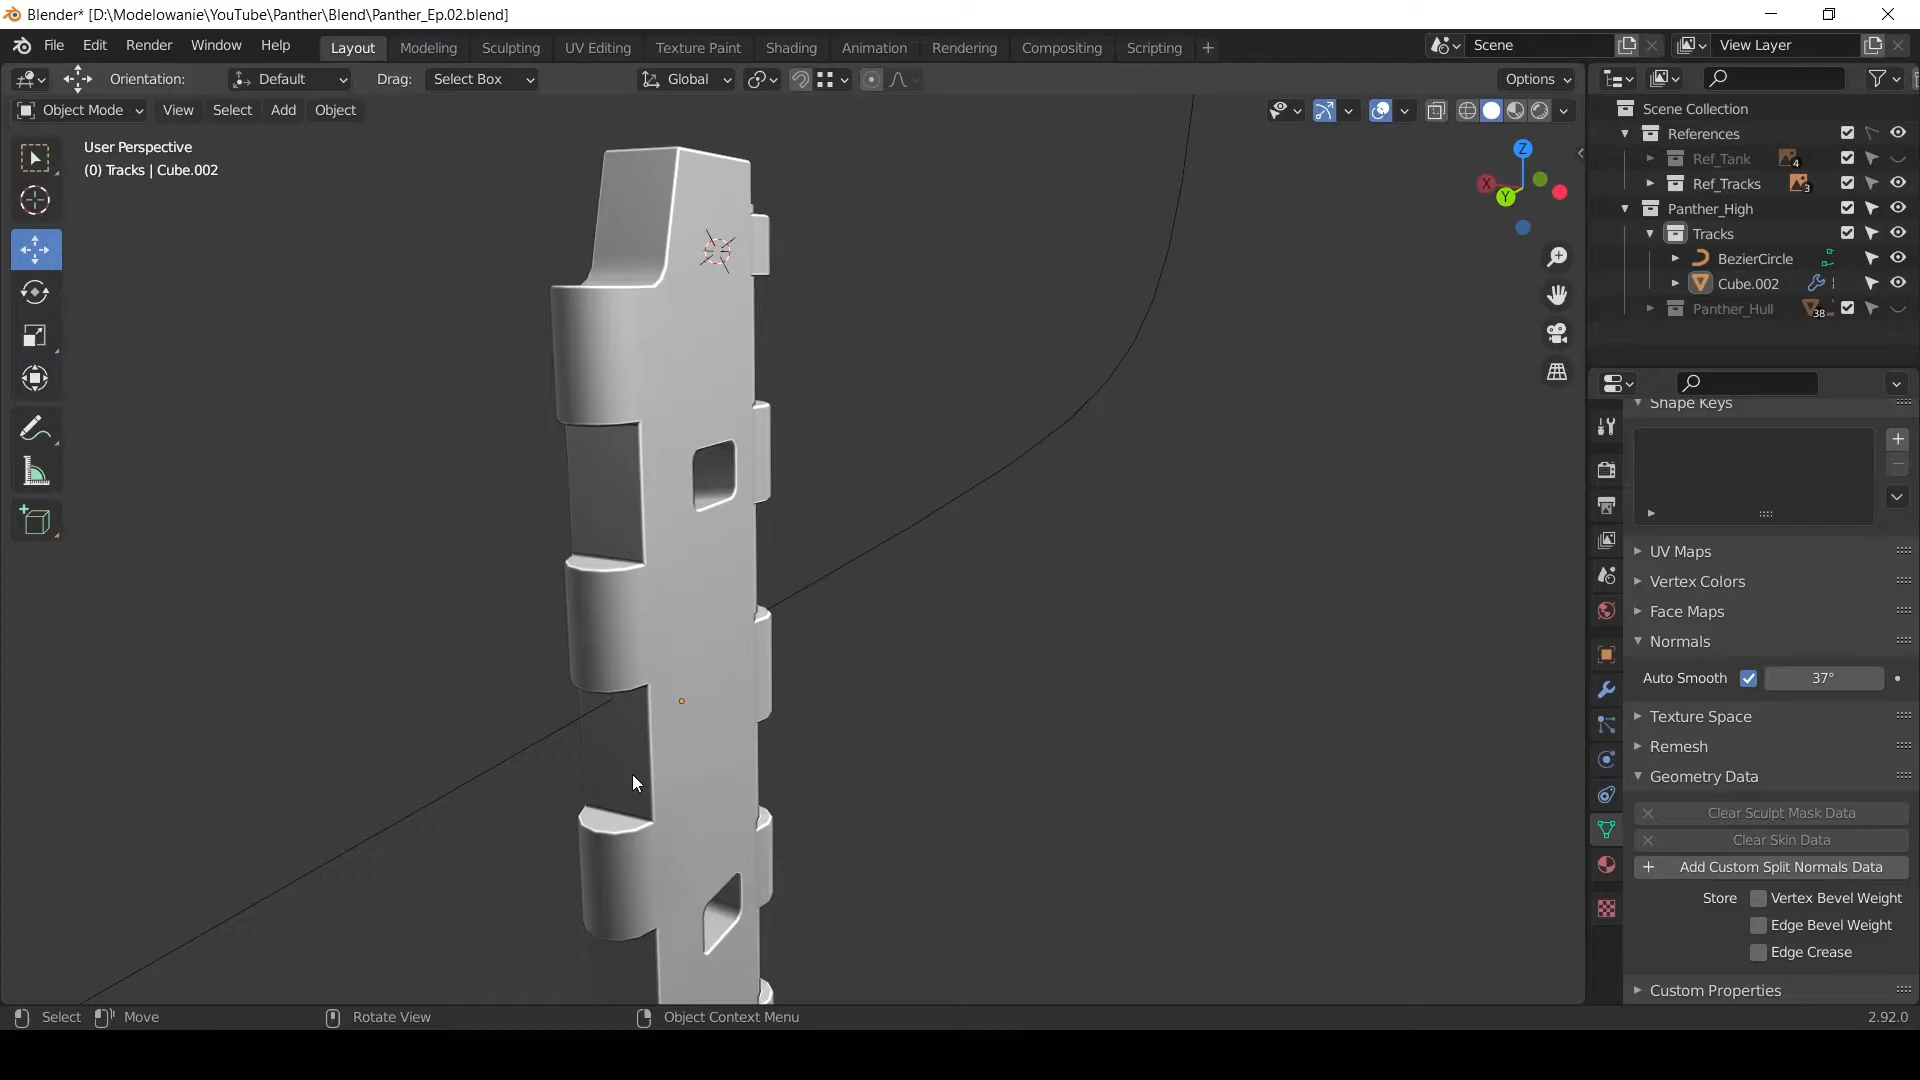 Blender* [D:\Modelowanie\YouTube\Panther\Blend\Panther_Ep.02.blend]
File Edit Render Window Help
Layout Modeling Sculpting UV Editing Texture Paint Shading Animation Rendering Compositing Scripting +
Scene
View Layer
Orientation: Default Drag: Select Box
Global
Options
Object Mode View Select Add Object
User Perspective
(0) Tracks | Cube.002
Z
X
Y
Scene Collection
References
Ref_Tank 4
Ref_Tracks 3
Panther_High
Tracks
BezierCircle
Cube.002
Panther_Hull 38
Shape Keys
UV Maps
Vertex Colors
Face Maps
Normals
Auto Smooth 37°
Texture Space
Remesh
Geometry Data
Clear Sculpt Mask Data
Clear Skin Data
Add Custom Split Normals Data
Store Vertex Bevel Weight
Edge Bevel Weight
Edge Crease
Custom Properties
Select Move Rotate View Object Context Menu 2.92.0